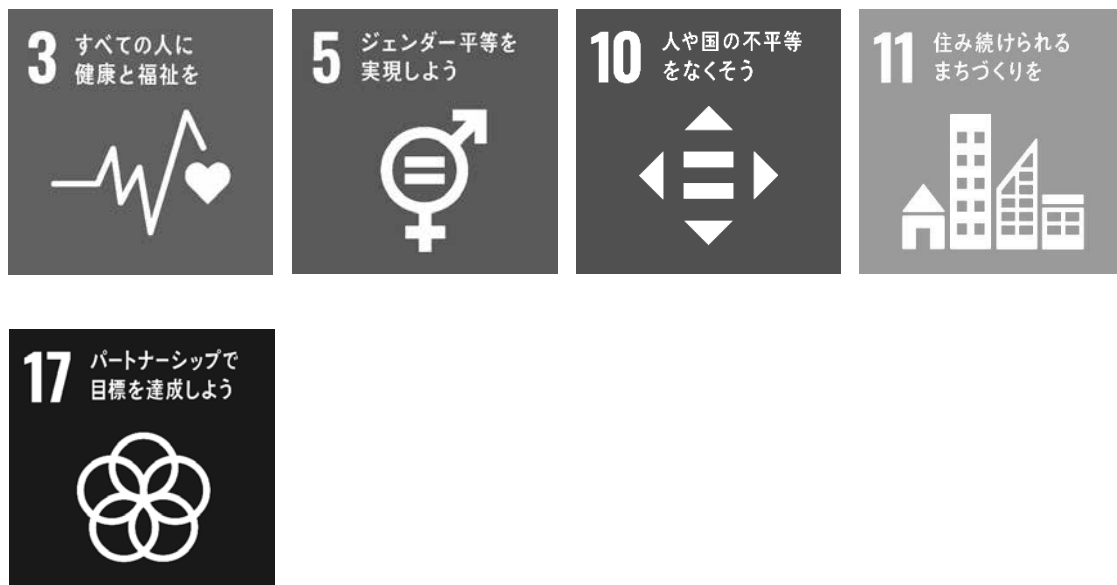 3 すべての人に
健康と福祉を
5 ジェンダー平等を
実現しよう
10 人や国の不平等
をなくそう
11 住み続けられる
まちづくりを
17 パートナーシップで
目標を達成しよう